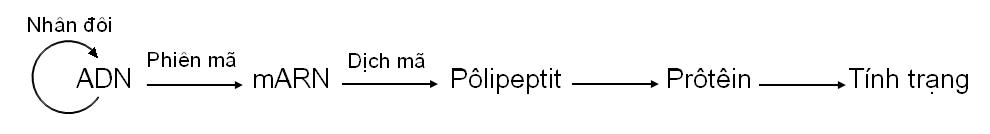 Nhân đôi
Phiên mã
Dịch mã
ADN mARN Pôlipeptit Prôtêin Tính trạng